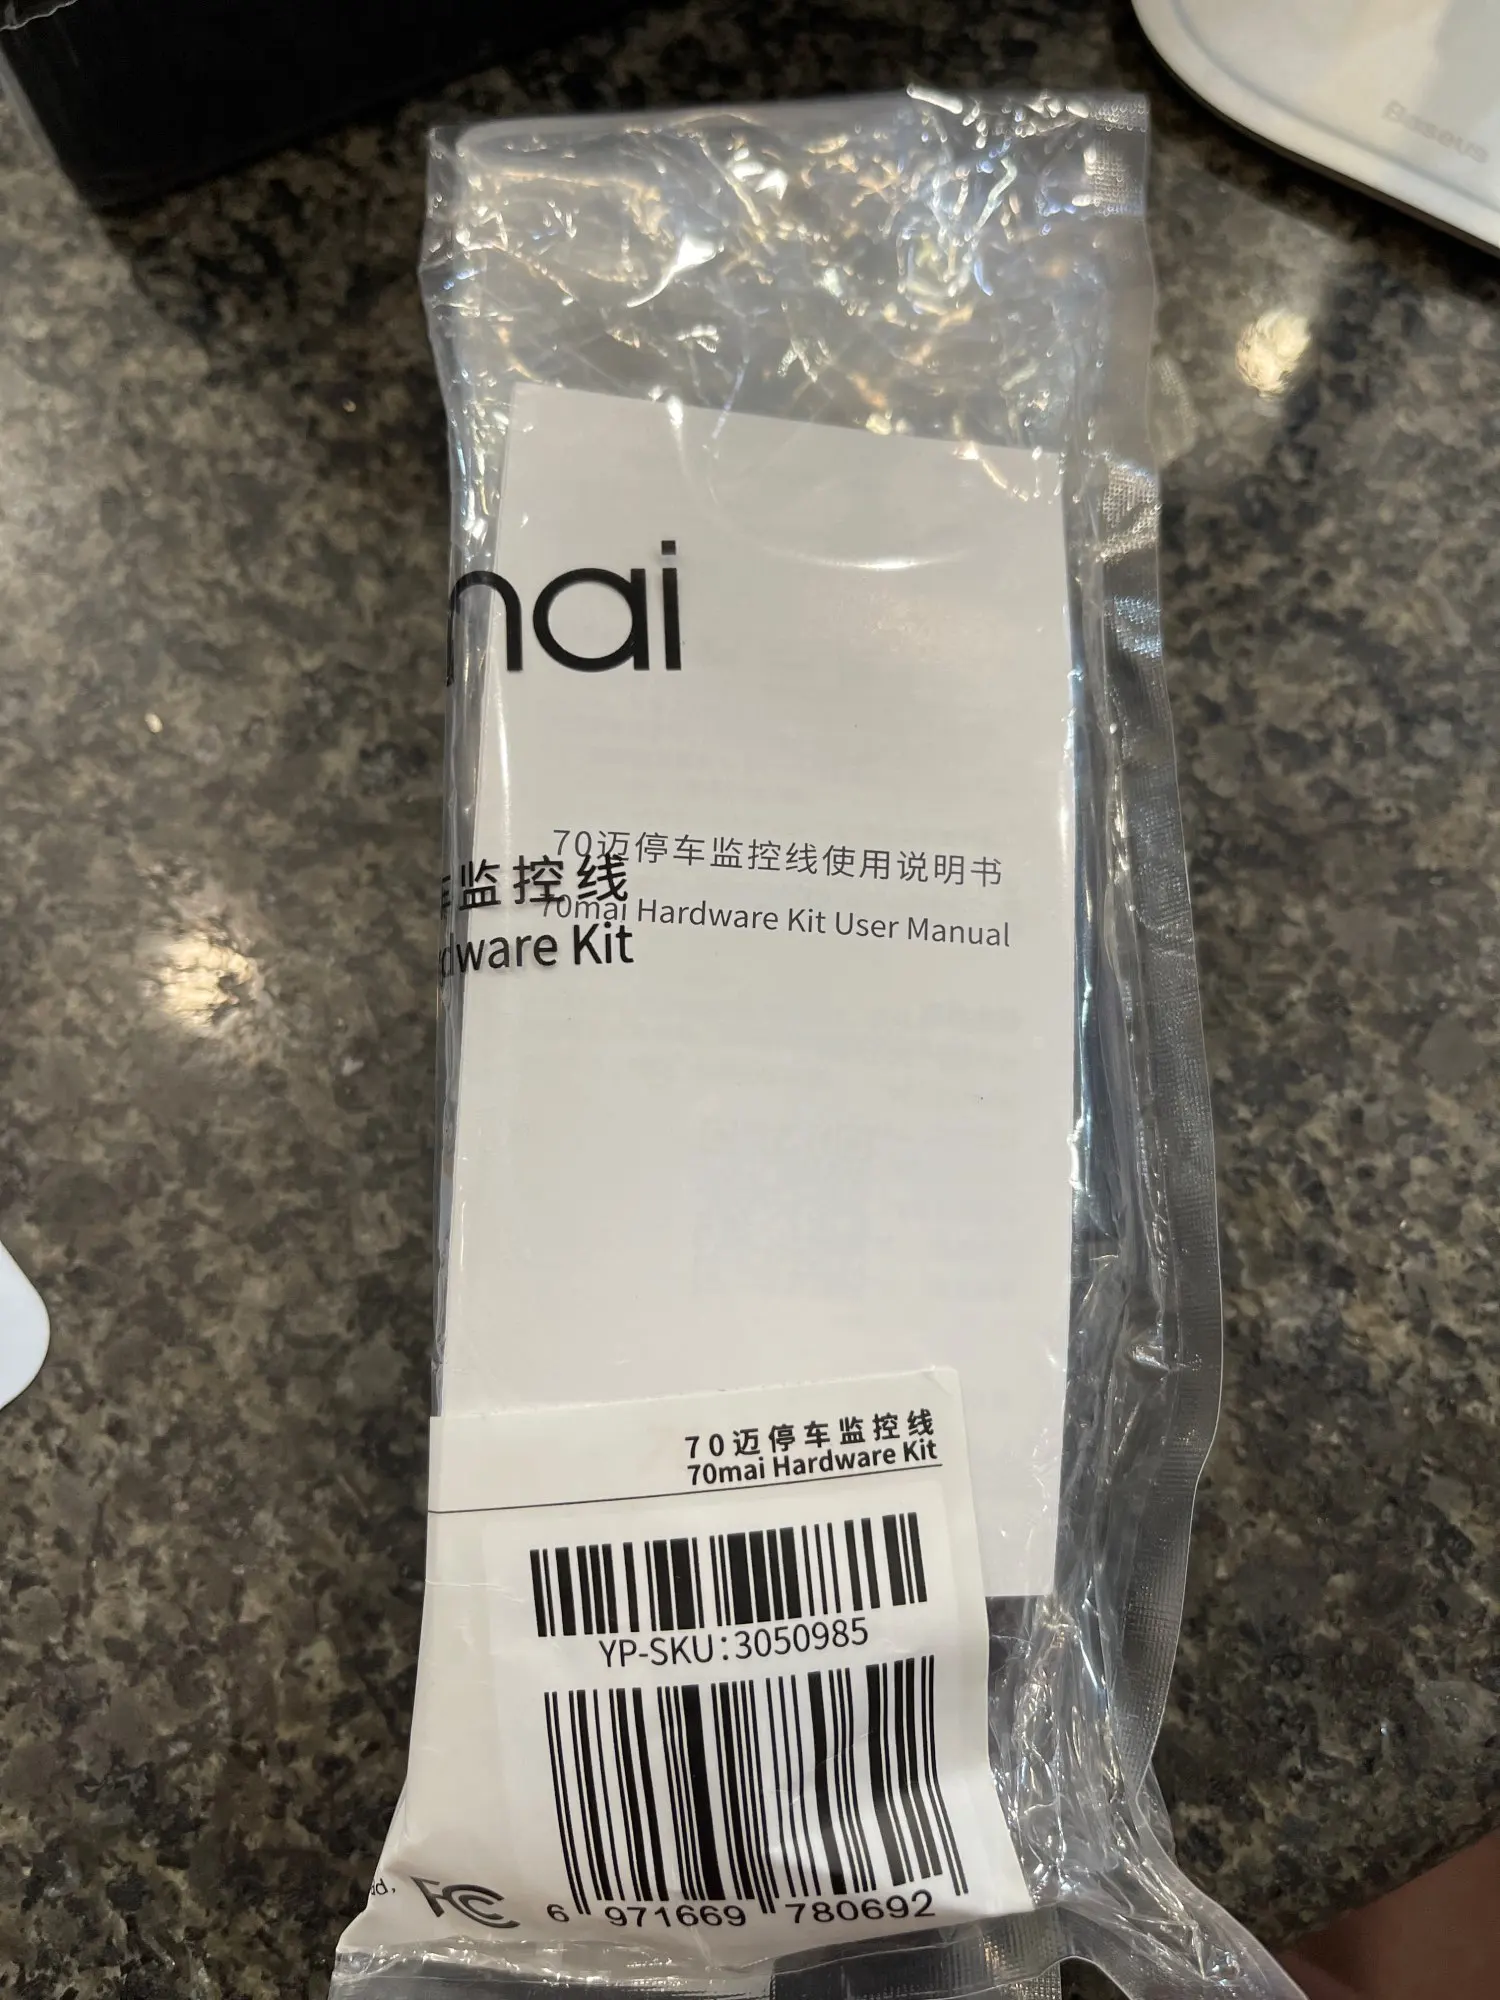 Baseus
mai
70迈停车监控线使用说明书
70mai Hardware Kit User Manual
监控线
dware Kit
70迈停车监控线
70mai Hardware Kit
YP-SKU:3050985
FC
6 971669 780692